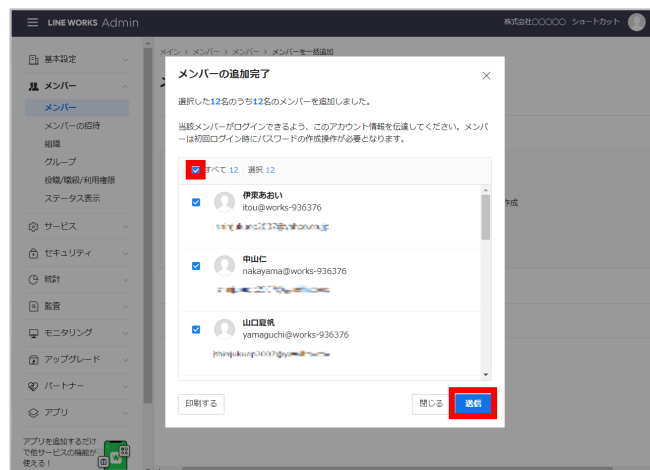 LINE WORKS Admin
株式会社〇〇〇〇〇 ショートカット
基本設定
メンバー
メンバー
メンバーの招待
組織
グループ
役職/階級/利用権限
ステータス表示
サービス
セキュリティ
統計
監査
モニタリング
アップグレード
パートナー
アプリ
アプリを追加するだけ
で他サービスの機能が
使える!
メイン > メンバー > メンバー > メンバーを一括追加
メンバーの追加完了
選択した12名のうち12名のメンバーを追加しました。
当該メンバーがログインできるよう、このアカウント情報を伝達してください。メンバ
ーは初回ログイン時にパスワードの作成操作が必要となります。
すべて 12 選択 12
伊東あおい
itou@works-936376
中山仁
nakayama@works-936376
山口夏帆
yamaguchi@works-936376
印刷する
閉じる
送信
作成